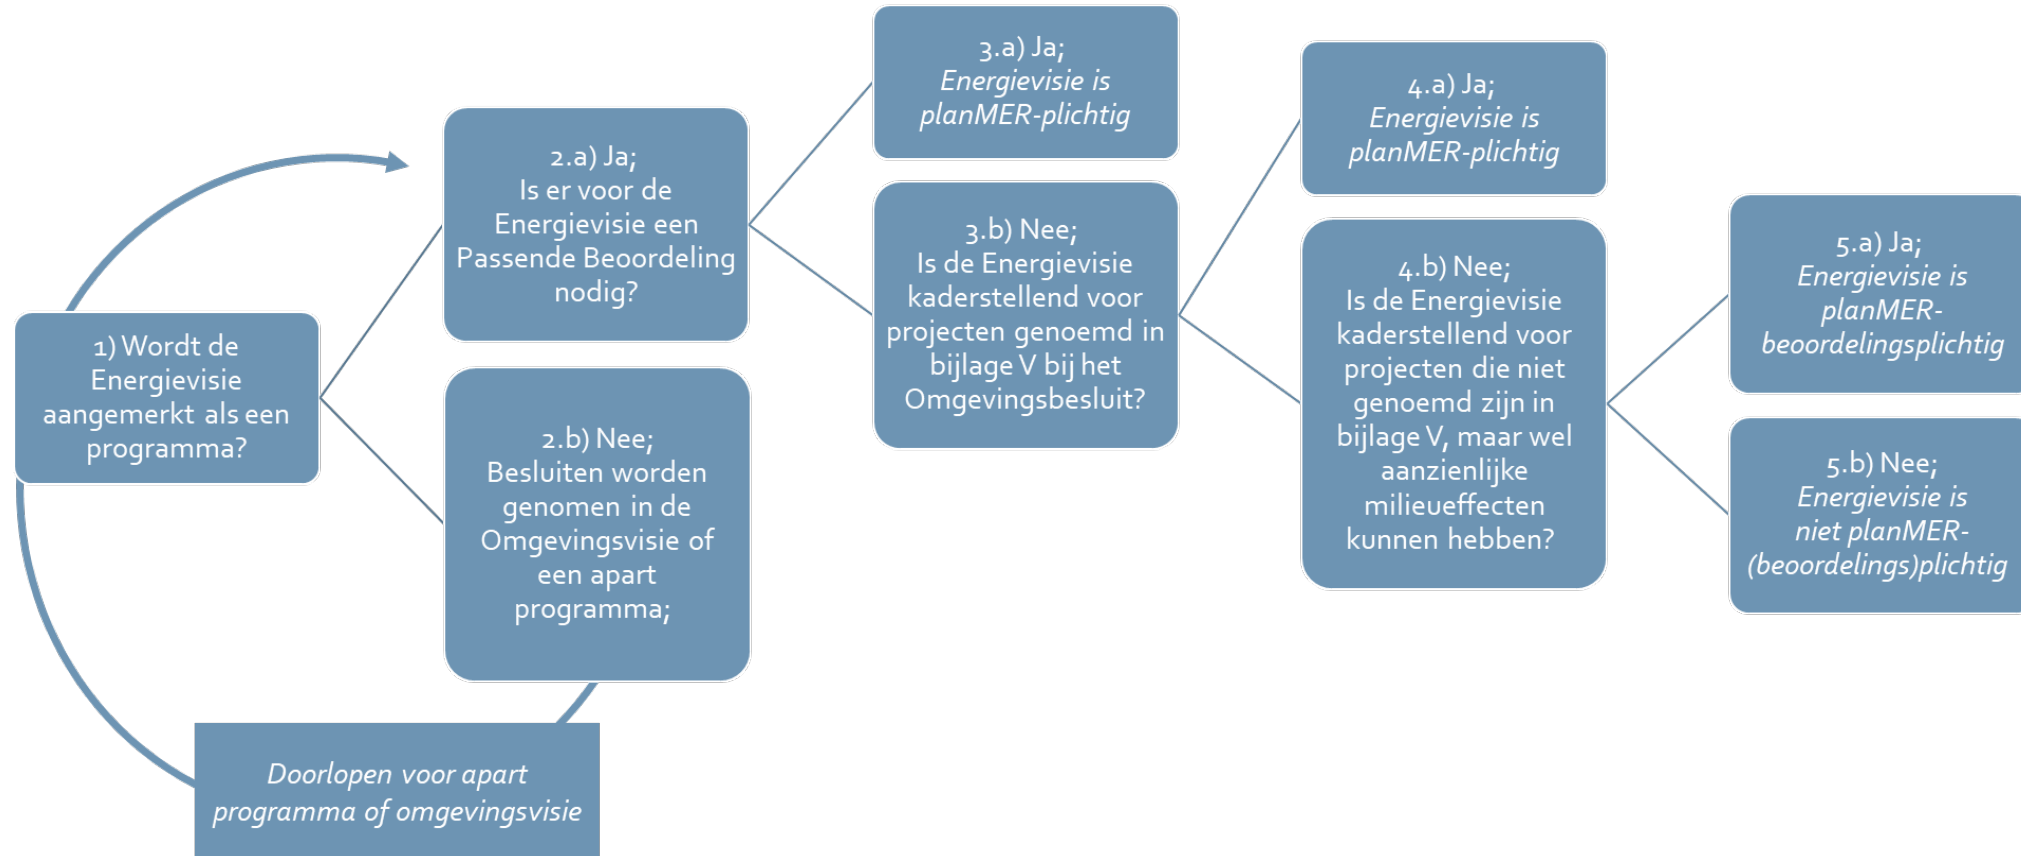 1) Wordt de
Energievisie
aangemerkt als een
programma?
2.a) Ja;
Is er voor de
Energievisie een
Passende Beoordeling
nodig?
2.b) Nee;
Besluiten worden
genomen in de
Omgevingsvisie of
een apart
programma;
Doorlopen voor apart
programma of omgevingsvisie
3.a) Ja;
Energievisie is
planMER-plichtig
3.b) Nee;
Is de Energievisie
kaderstellend voor
projecten genoemd in
bijlage V bij het
Omgevingsbesluit?
4.a) Ja;
Energievisie is
planMER-plichtig
4.b) Nee;
Is de Energievisie
kaderstellend voor
projecten die niet
genoemd zijn in
bijlage V, maar wel
aanzienlijke
milieueffecten
kunnen hebben?
5.a) Ja;
Energievisie is
planMER-
beoordelingsplichtig
5.b) Nee;
Energievisie is
niet planMER-
(beoordelings)plichtig